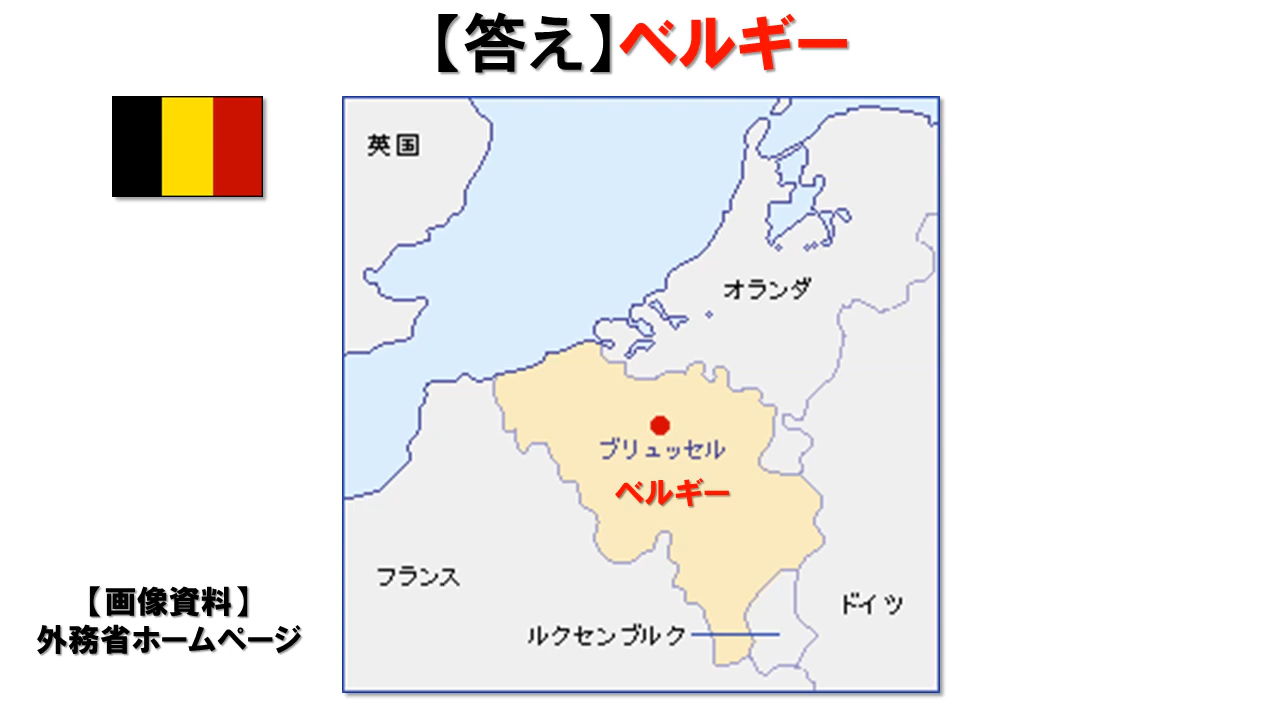 【答え】ベルギー
英国
オランダ
ブリュッセル
ベルギー
フランス
ドイツ
ルクセンブルク
【画像資料】
外務省ホームページ